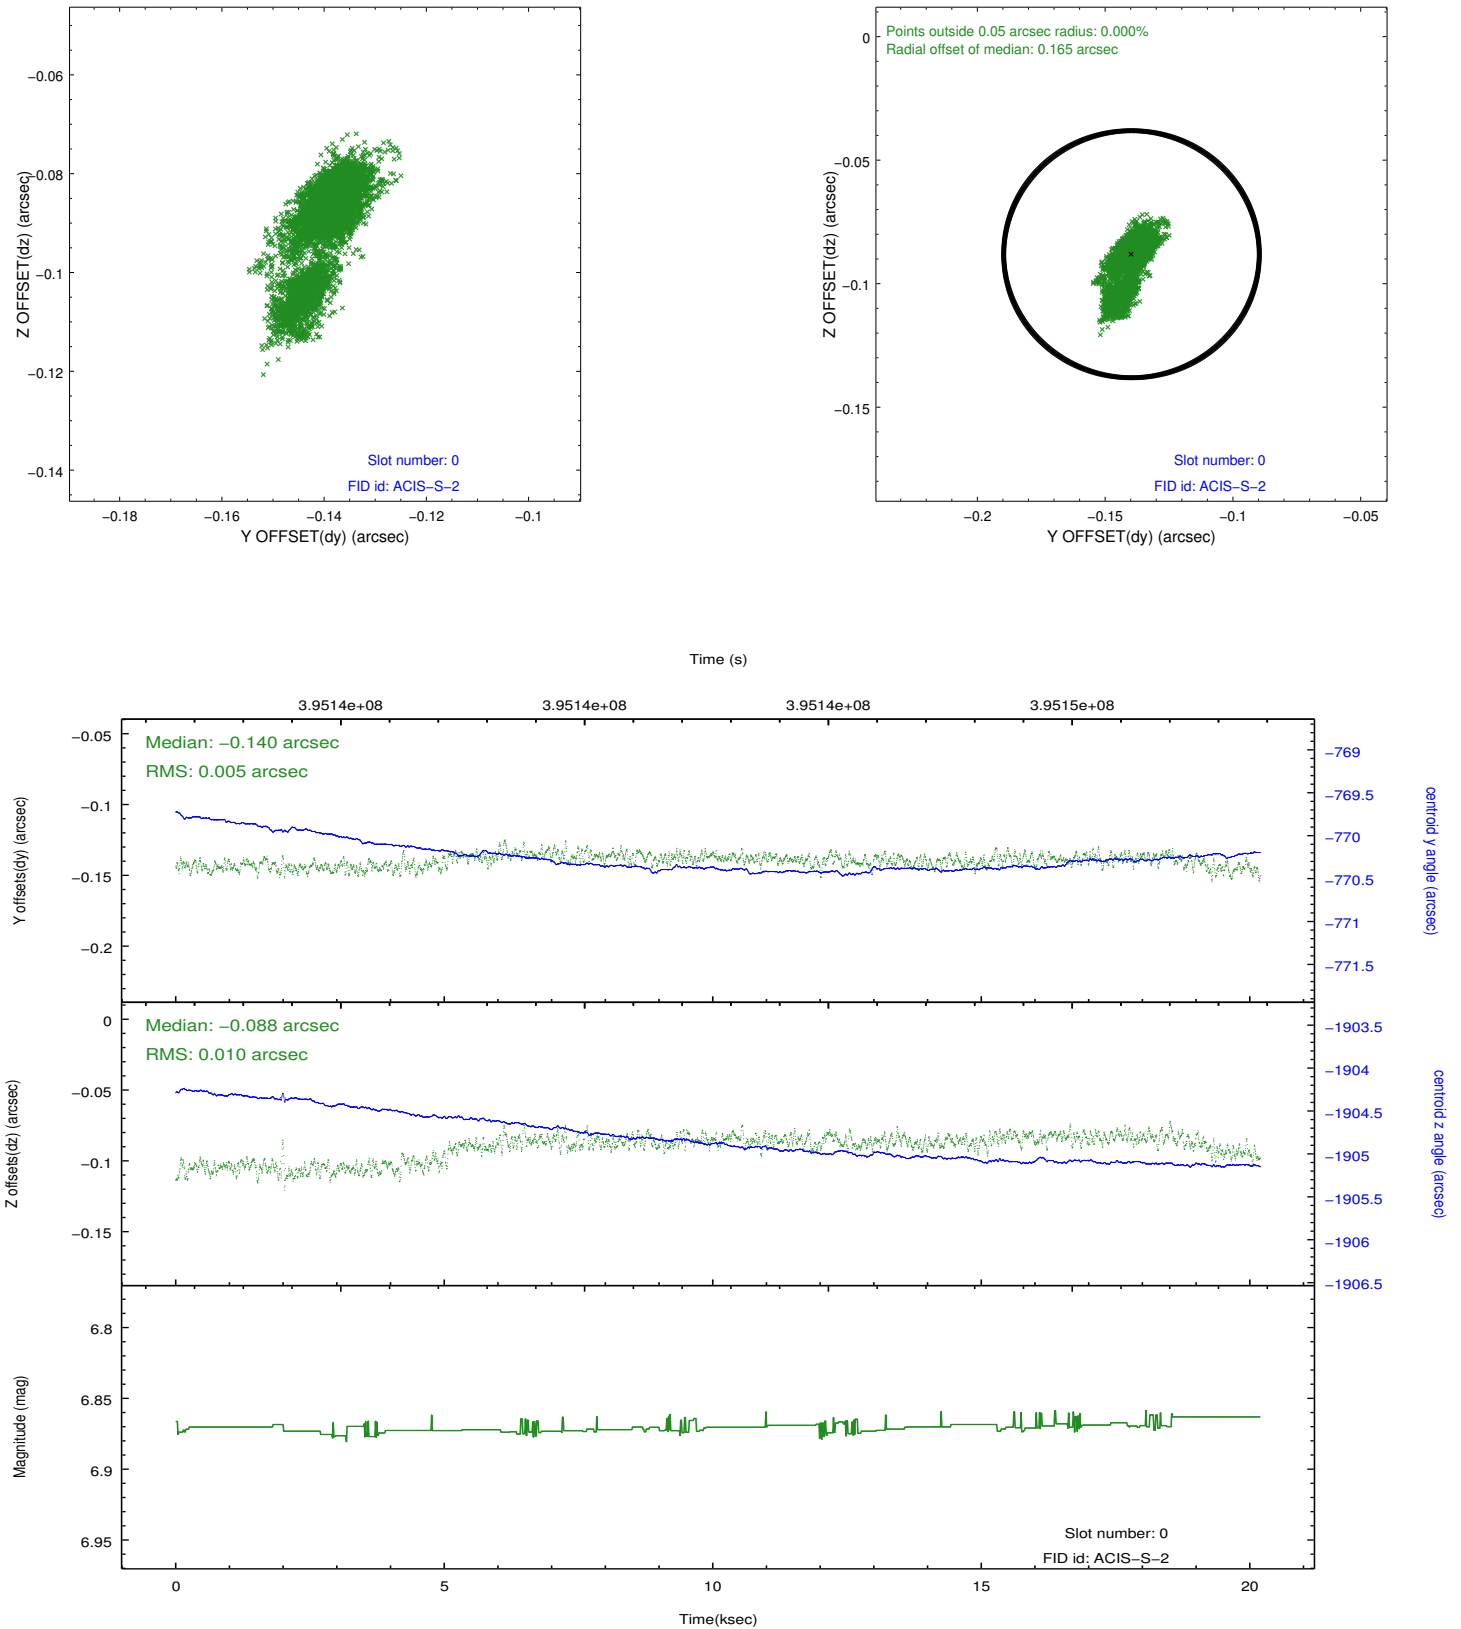 −0.06
−0.08
−0.1
−0.12
−0.14
Z OFFSET(dz) (arcsec)
Slot number: 0
FID id: ACIS−S−2
−0.18
−0.16
−0.14
−0.12
−0.1
Y OFFSET(dy) (arcsec)
Points outside 0.05 arcsec radius: 0.000%
Radial offset of median: 0.165 arcsec
0
−0.05
−0.1
−0.15
Z OFFSET(dz) (arcsec)
Slot number: 0
FID id: ACIS−S−2
−0.2
−0.15
−0.1
−0.05
Y OFFSET(dy) (arcsec)
Time (s)
3.9514e+08
3.9514e+08
3.9514e+08
3.9515e+08
Median: −0.140 arcsec
RMS: 0.005 arcsec
−0.05
−0.1
−0.15
−0.2
Y offsets(dy) (arcsec)
−769
−769.5
−770
−770.5
−771
−771.5
centroid y angle (arcsec)
Median: −0.088 arcsec
RMS: 0.010 arcsec
0
−0.05
−0.1
−0.15
Z offsets(dz) (arcsec)
−1903.5
−1904
−1904.5
−1905
−1905.5
−1906
−1906.5
centroid z angle (arcsec)
6.8
6.85
6.9
6.95
Magnitude (mag)
Slot number: 0
FID id: ACIS−S−2
0
5
10
15
20
Time(ksec)